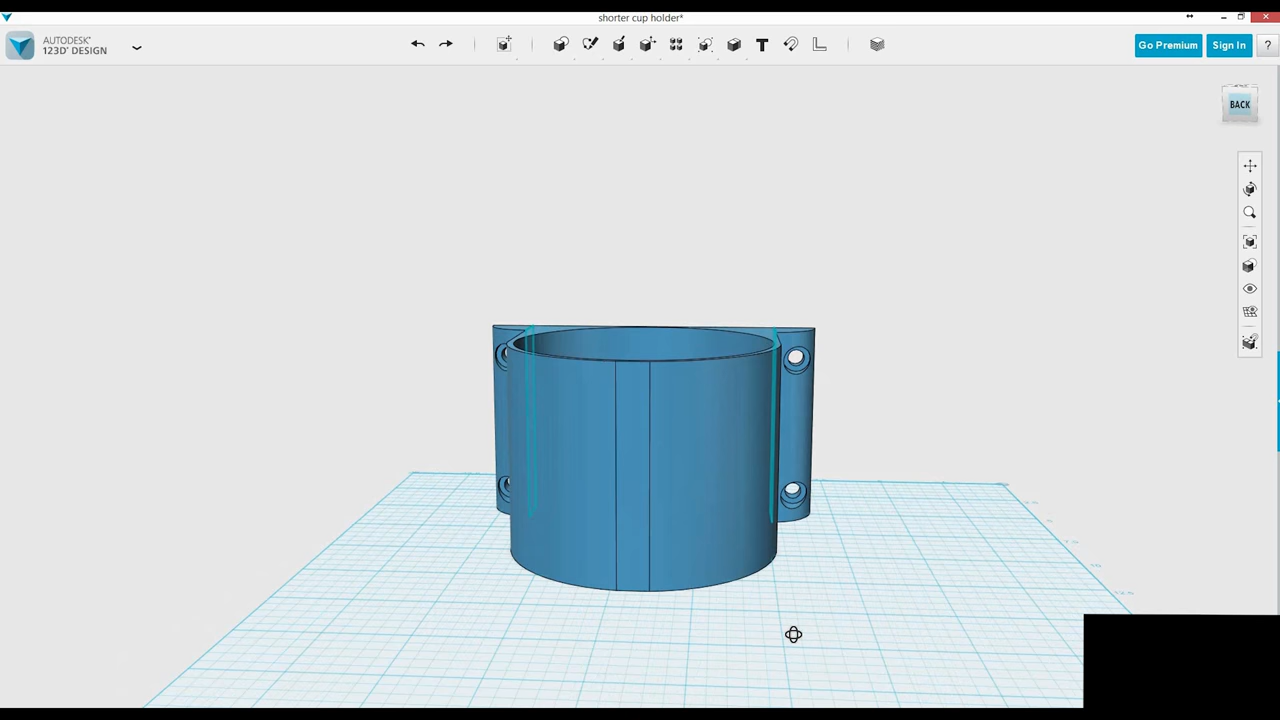 shorter cup holder*
AUTODESK®
123D® DESIGN
T
Go Premium
Sign In
?
BACK